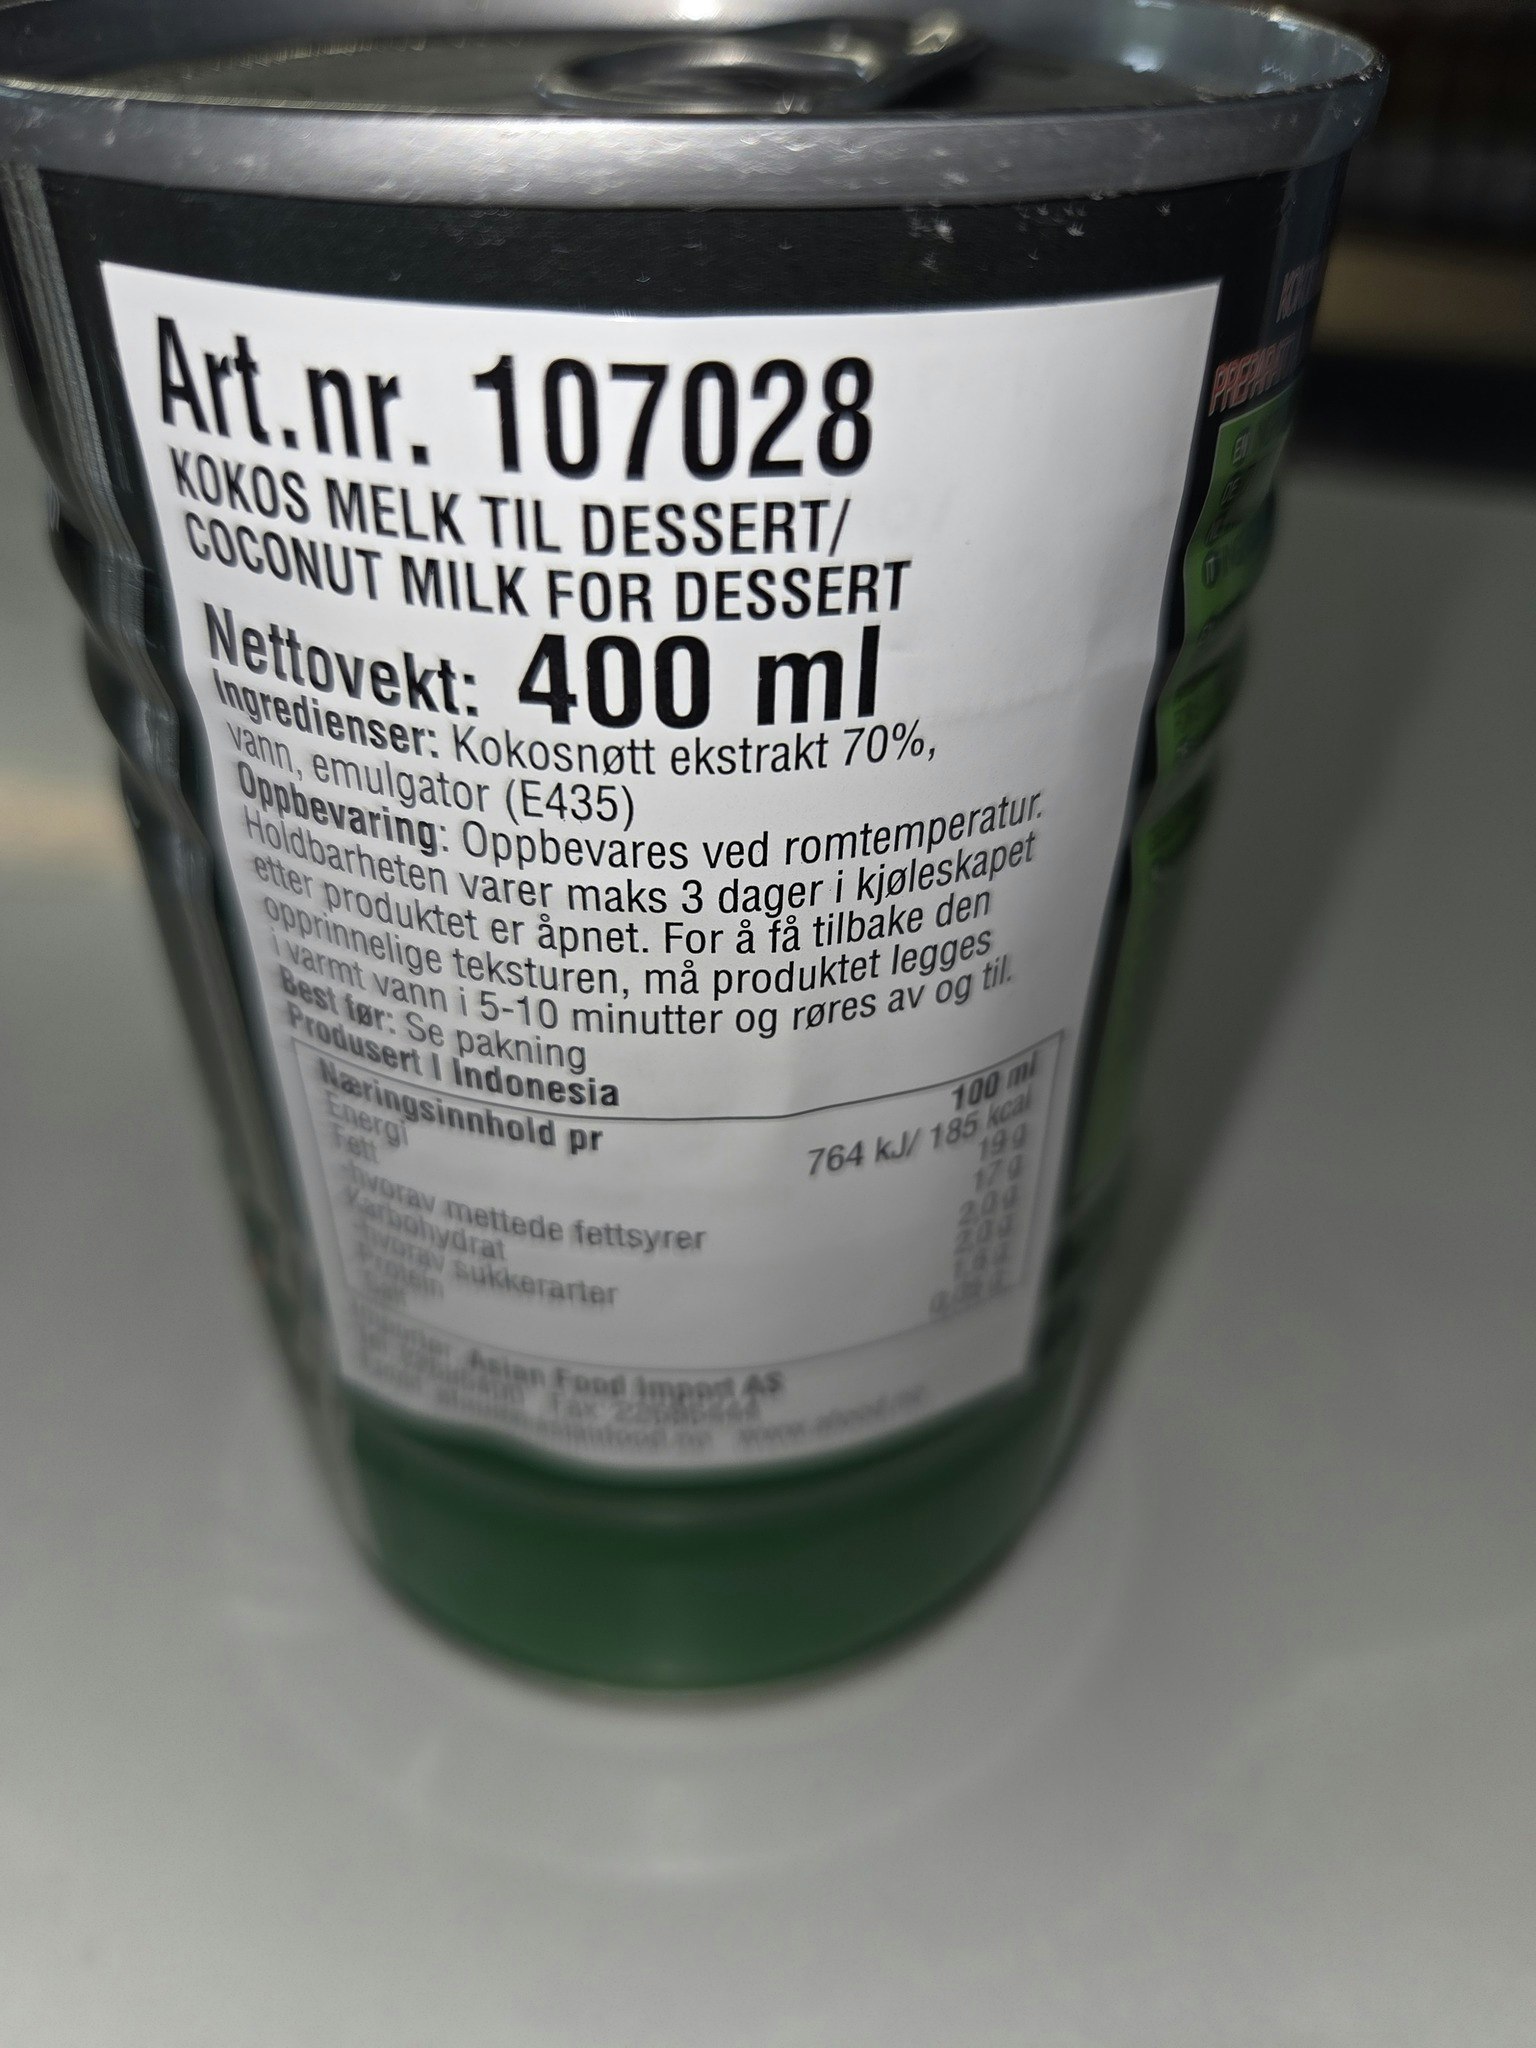 Art.nr. 107028
KOKOS MELK TIL DESSERT/
COCONUT MILK FOR DESSERT
Nettovekt: 400 ml
Ingredienser: Kokosnøtt ekstrakt 70%,
vann, emulgator (E435)
Oppbevaring: Oppbevares ved romtemperatur.
Holdbarheten varer maks 3 dager i kjøleskapet
etter produktet er åpnet. For å få tilbake den
opprinnelige teksturen, må produktet legges
i varmt vann i 5-10 minutter og røres av og til.
Best før: Se pakning
Produsert I Indonesia
Næringsinnhold pr 100 ml
Energi 764 kJ/ 185 kcal
Fett 19 g
-hvorav mettede fettsyrer 17 g
Karbohydrat 2.0 g
-hvorav sukkerarter 2.0 g
Protein
Salt
Asian Food Import AS